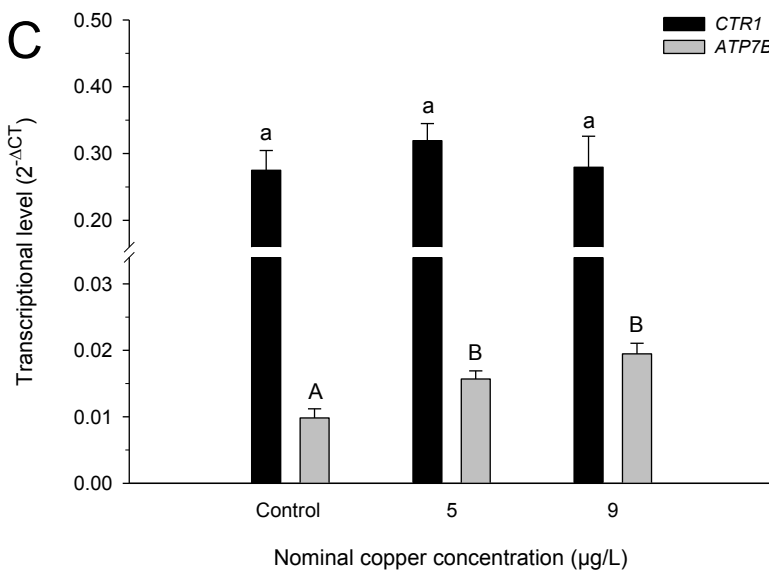 C
CTR1
ATP7B
Transcriptional level (2-ΔCT)
0.50
0.40
0.30
0.20
0.03
0.02
0.01
0.00
a
a
a
A
B
B
Control 5 9
Nominal copper concentration (µg/L)